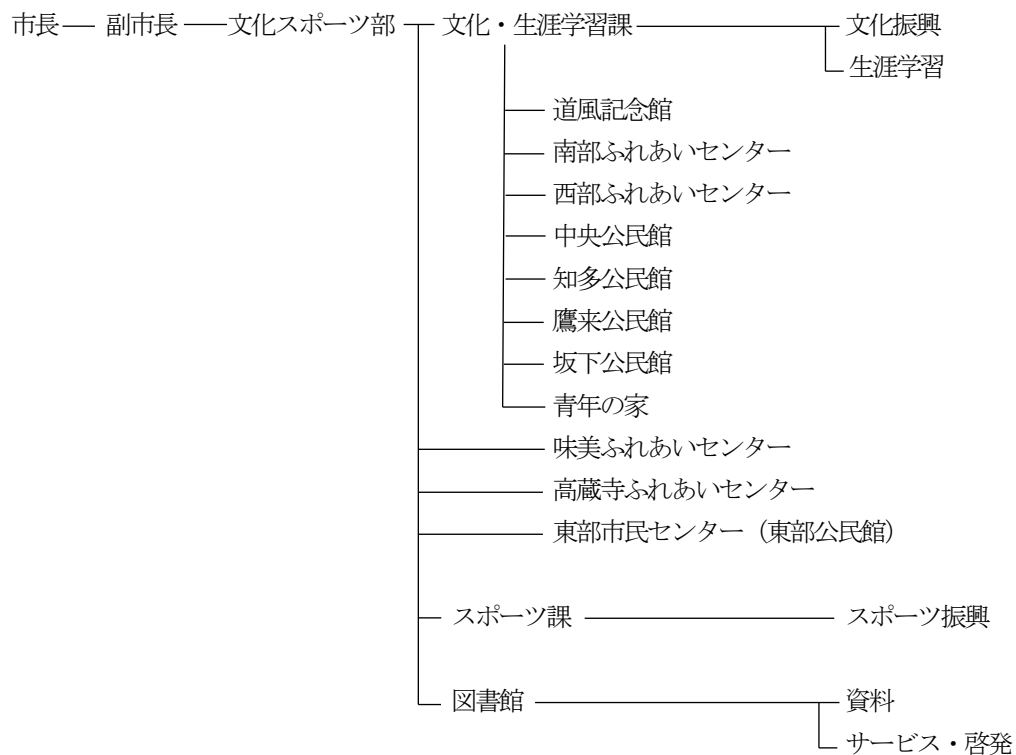 市長 副市長 文化スポーツ部 文化・生涯学習課 文化振興
生涯学習
道風記念館
南部ふれあいセンター
西部ふれあいセンター
中央公民館
知多公民館
鷹来公民館
坂下公民館
青年の家
味美ふれあいセンター
高蔵寺ふれあいセンター
東部市民センター（東部公民館）
スポーツ課 スポーツ振興
図書館 資料
サービス・啓発